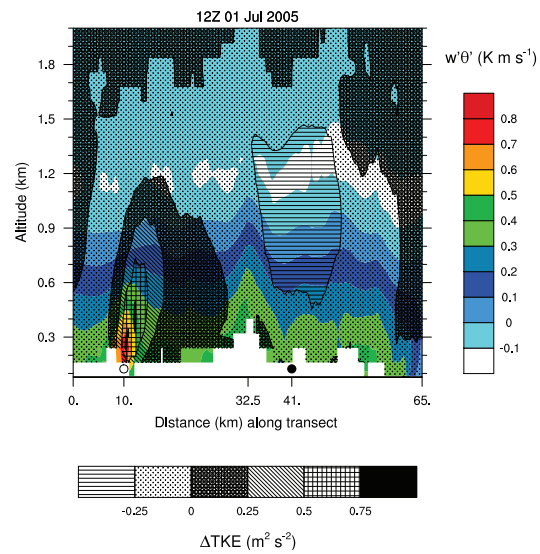 12Z 01 Jul 2005
w'θ' (K m s⁻¹)
1.8
1.5
1.2
0.9
0.6
0.3
Altitude (km)
0.8
0.7
0.6
0.5
0.4
0.3
0.2
0.1
0
-0.1
0. 10. 32.5 41. 65.
Distance (km) along transect
-0.25 0 0.25 0.5 0.75
ΔTKE (m² s⁻²)